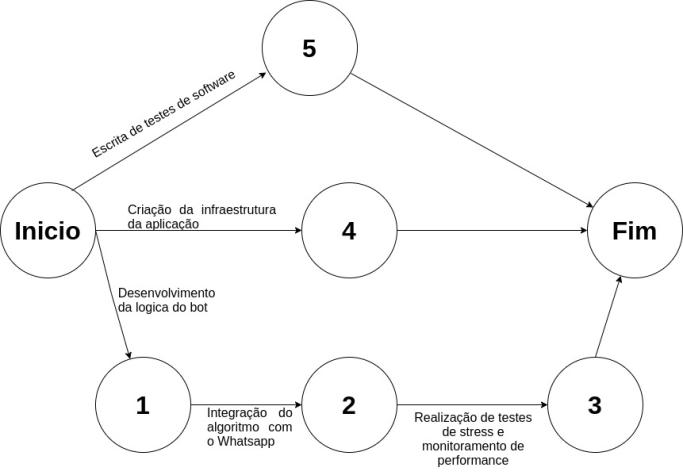 5
Escrita de testes de software
Inicio
Criação da infraestrutura
da aplicação
4
Fim
Desenvolvimento
da logica do bot
1
Integração do
algoritmo com
o Whatsapp
2
Realização de testes
de stress e
monitoramento de
performance
3